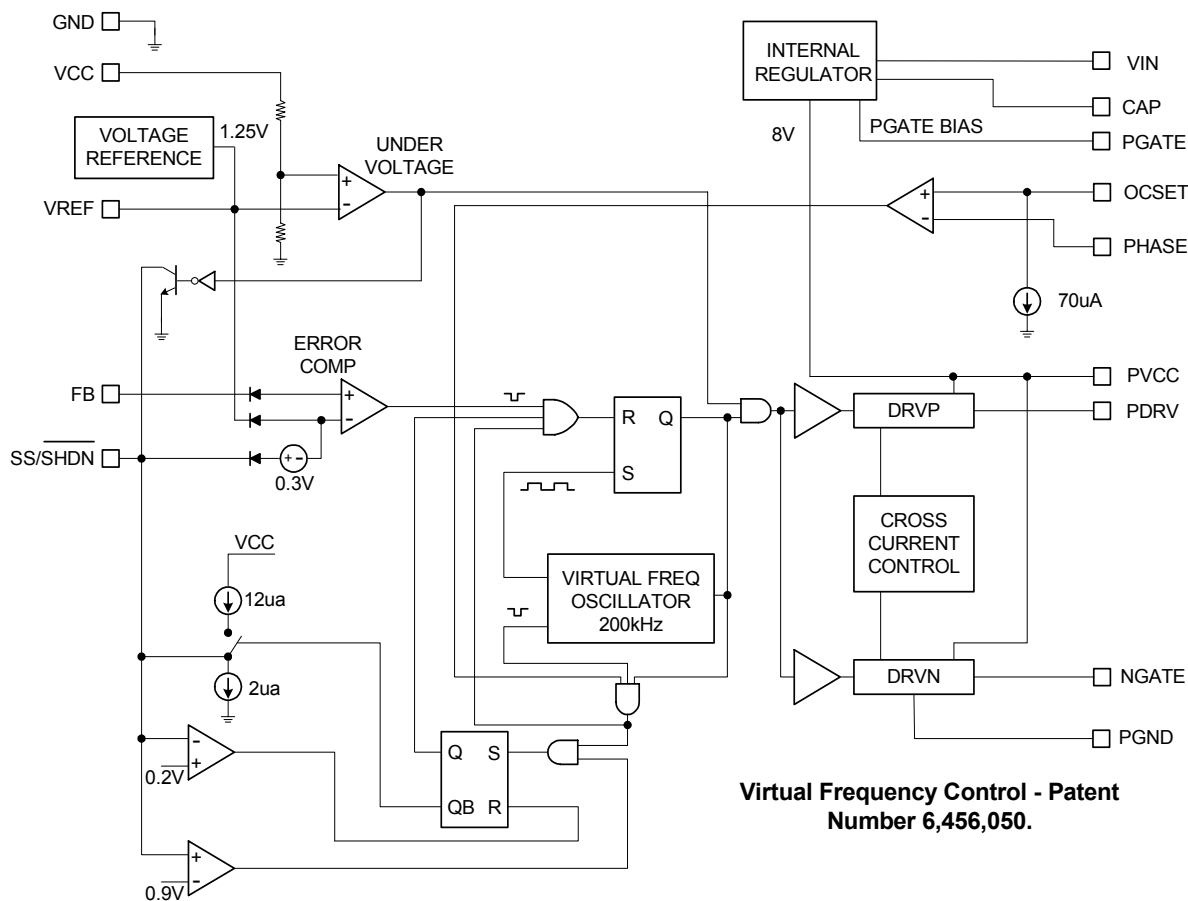 GND
VCC
VOLTAGE
REFERENCE
1.25V
VREF
UNDER
VOLTAGE
+
-
INTERNAL
REGULATOR
VIN
CAP
8V
PGATE BIAS
PGATE
+
-
OCSET
PHASE
70uA
ERROR
COMP
FB
+
-
SS/SHDN
+ -
0.3V
R Q
S
PVCC
DRVP
PDRV
CROSS
CURRENT
CONTROL
VCC
12ua
2ua
VIRTUAL FREQ
OSCILLATOR
200kHz
DRVN
NGATE
PGND
-
+
0.2V
Q S
QB R
+
-
0.9V
Virtual Frequency Control - Patent
Number 6,456,050.